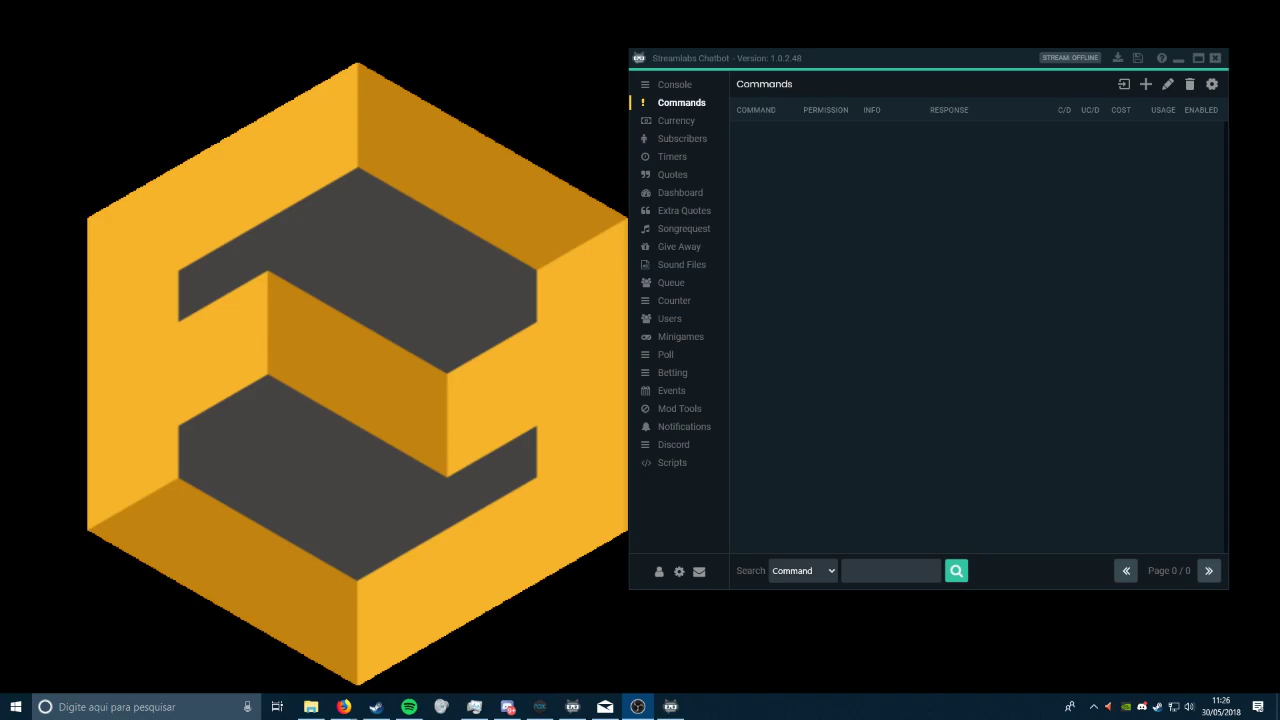 Streamlabs Chatbot - Version: 1.0.2.48
STREAM: OFFLINE
Console
Commands
Currency
Subscribers
Timers
Quotes
Dashboard
Extra Quotes
Songrequest
Give Away
Sound Files
Queue
Counter
Users
Minigames
Poll
Betting
Events
Mod Tools
Notifications
Discord
Scripts
Commands
COMMAND PERMISSION INFO RESPONSE C/D UC/D COST USAGE ENABLED
Search Command Page 0 / 0
Digite aqui para pesquisar
11:26
30/05/2018